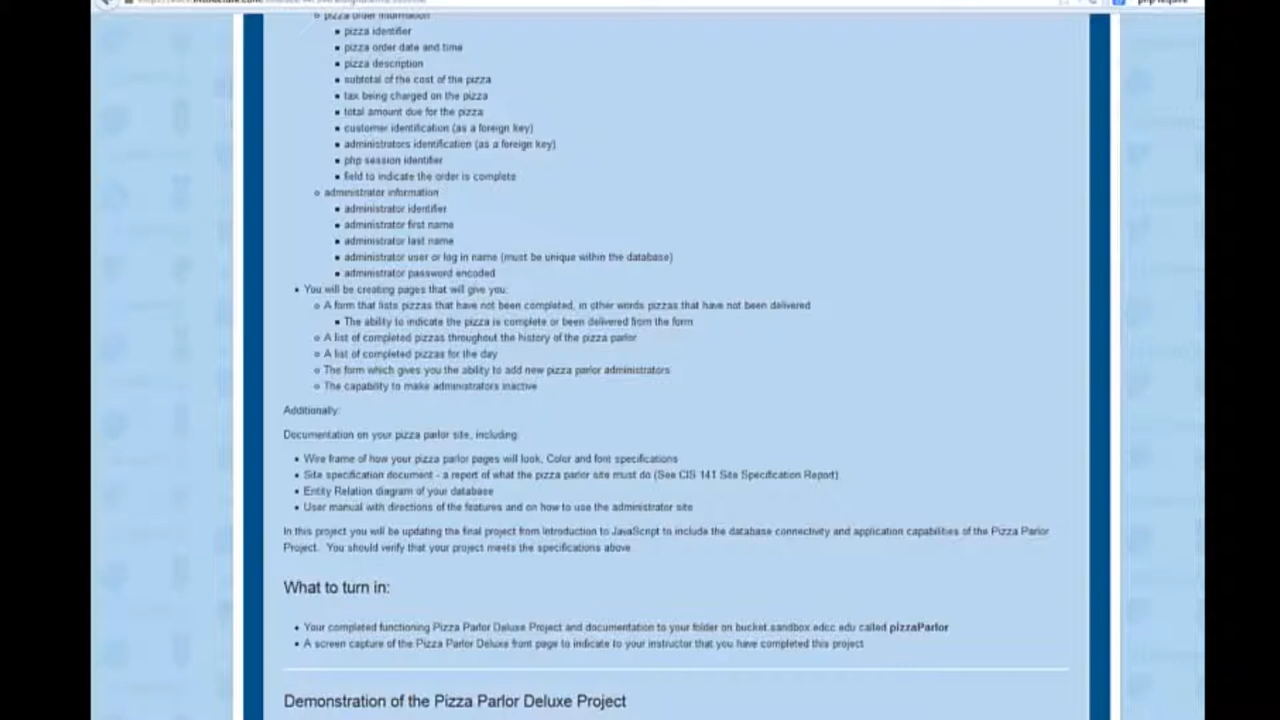 pizza order information
pizza identifier
pizza order date and time
pizza description
subtotal of the cost of the pizza
tax being charged on the pizza
total amount due for the pizza
customer identification (as a foreign key)
administrators identification (as a foreign key)
php session identifier
field to indicate the order is complete
administrator information
administrator identifier
administrator first name
administrator last name
administrator user or log in name (must be unique within the database)
administrator password encoded
You will be creating pages that will give you:
A form that lists pizzas that have not been completed, in other words pizzas that have not been delivered
The ability to indicate the pizza is complete or been delivered from the form
A list of completed pizzas throughout the history of the pizza parlor
A list of completed pizzas for the day
The form which gives you the ability to add new pizza parlor administrators
The capability to make administrators inactive
Additionally:
Documentation on your pizza parlor site, including:
Wire frame of how your pizza parlor pages will look, Color and font specifications
Site specification document - a report of what the pizza parlor site must do (See CIS 141 Site Specification Report)
Entity Relation diagram of your database
User manual with directions of the features and on how to use the administrator site
In this project you will be updating the final project from Introduction to JavaScript to include the database connectivity and application capabilities of the Pizza Parlor
Project. You should verify that your project meets the specifications above.
What to turn in:
Your completed functioning Pizza Parlor Deluxe Project and documentation to your folder on bucket.sandbox.edcc.edu called pizzaParlor
A screen capture of the Pizza Parlor Deluxe front page to indicate to your instructor that you have completed this project
Demonstration of the Pizza Parlor Deluxe Project